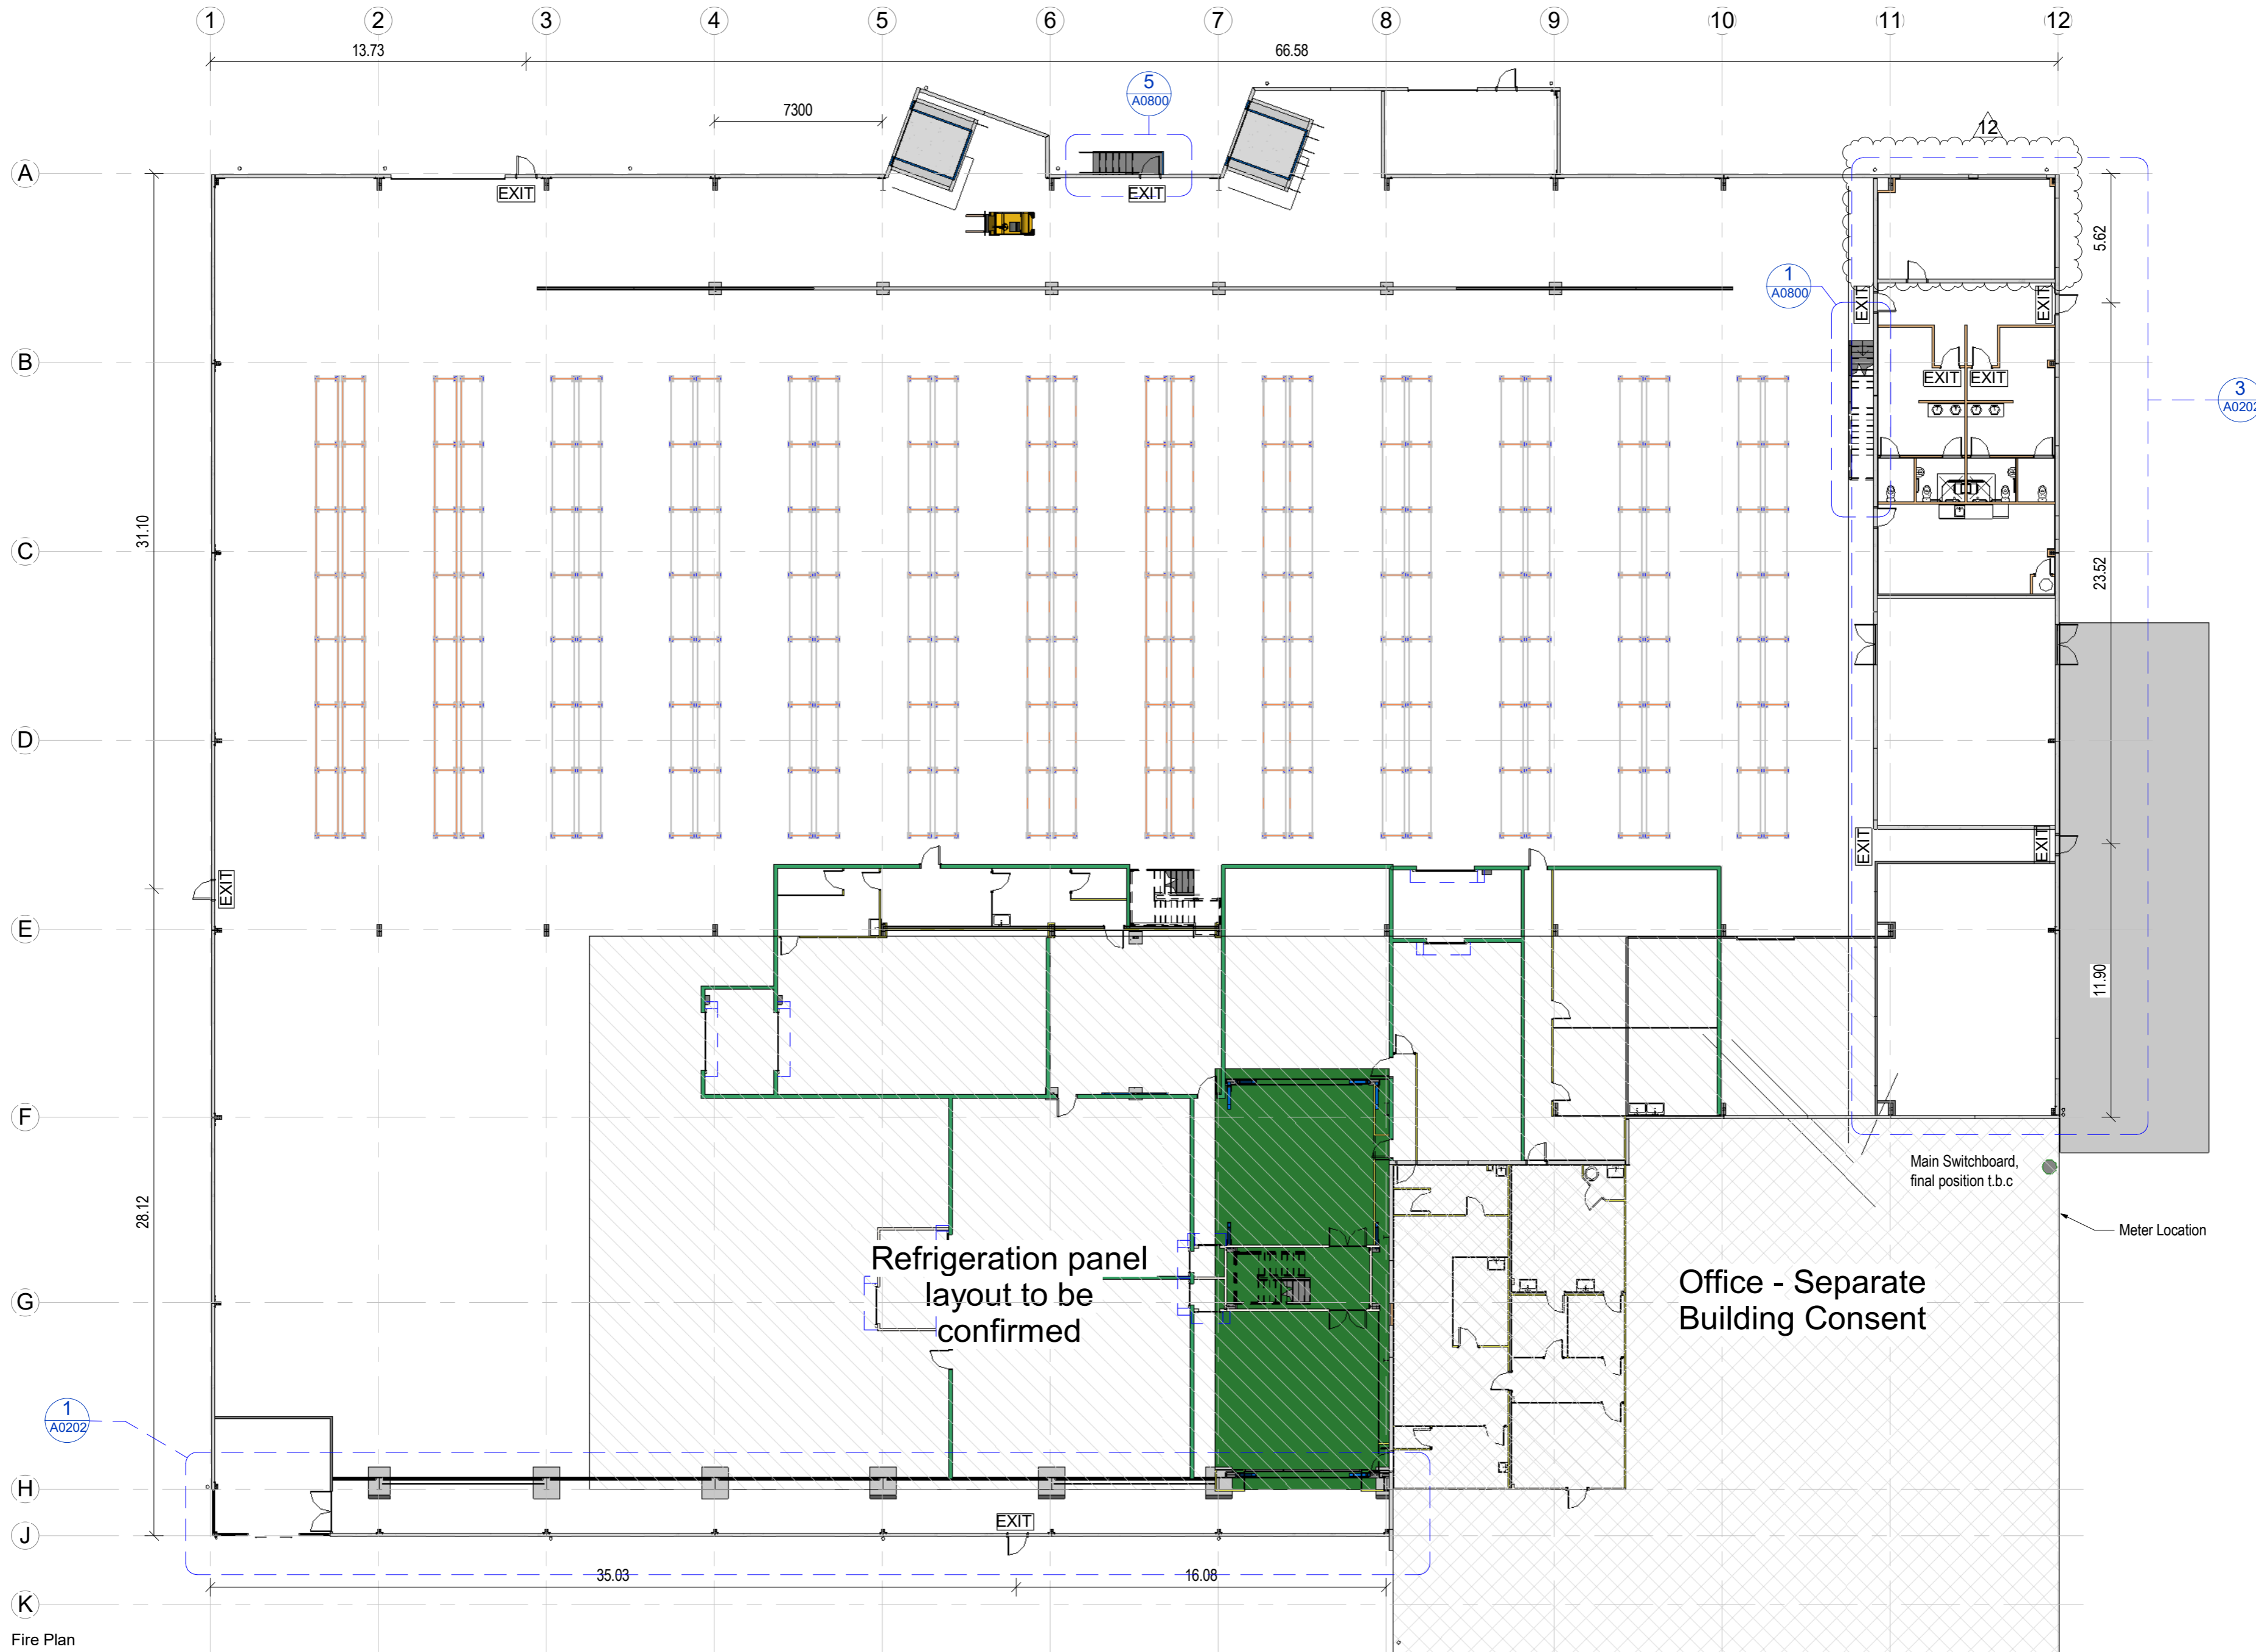 1 2 3 4 5 6 7 8 9 10 11 12
13.73 66.58
5
A0800
7300
12
A
EXIT EXIT
5.62
1
A0800
EXIT EXIT
B
EXIT EXIT
3
A0202
31.10
C
23.52
D
EXIT EXIT
EXIT
E
11.90
F
Main Switchboard,
final position t.b.c
28.12
Meter Location
Refrigeration panel
layout to be
confirmed
Office - Separate
Building Consent
G
1
A0202
H
EXIT
J
35.03 16.08
K
Fire Plan